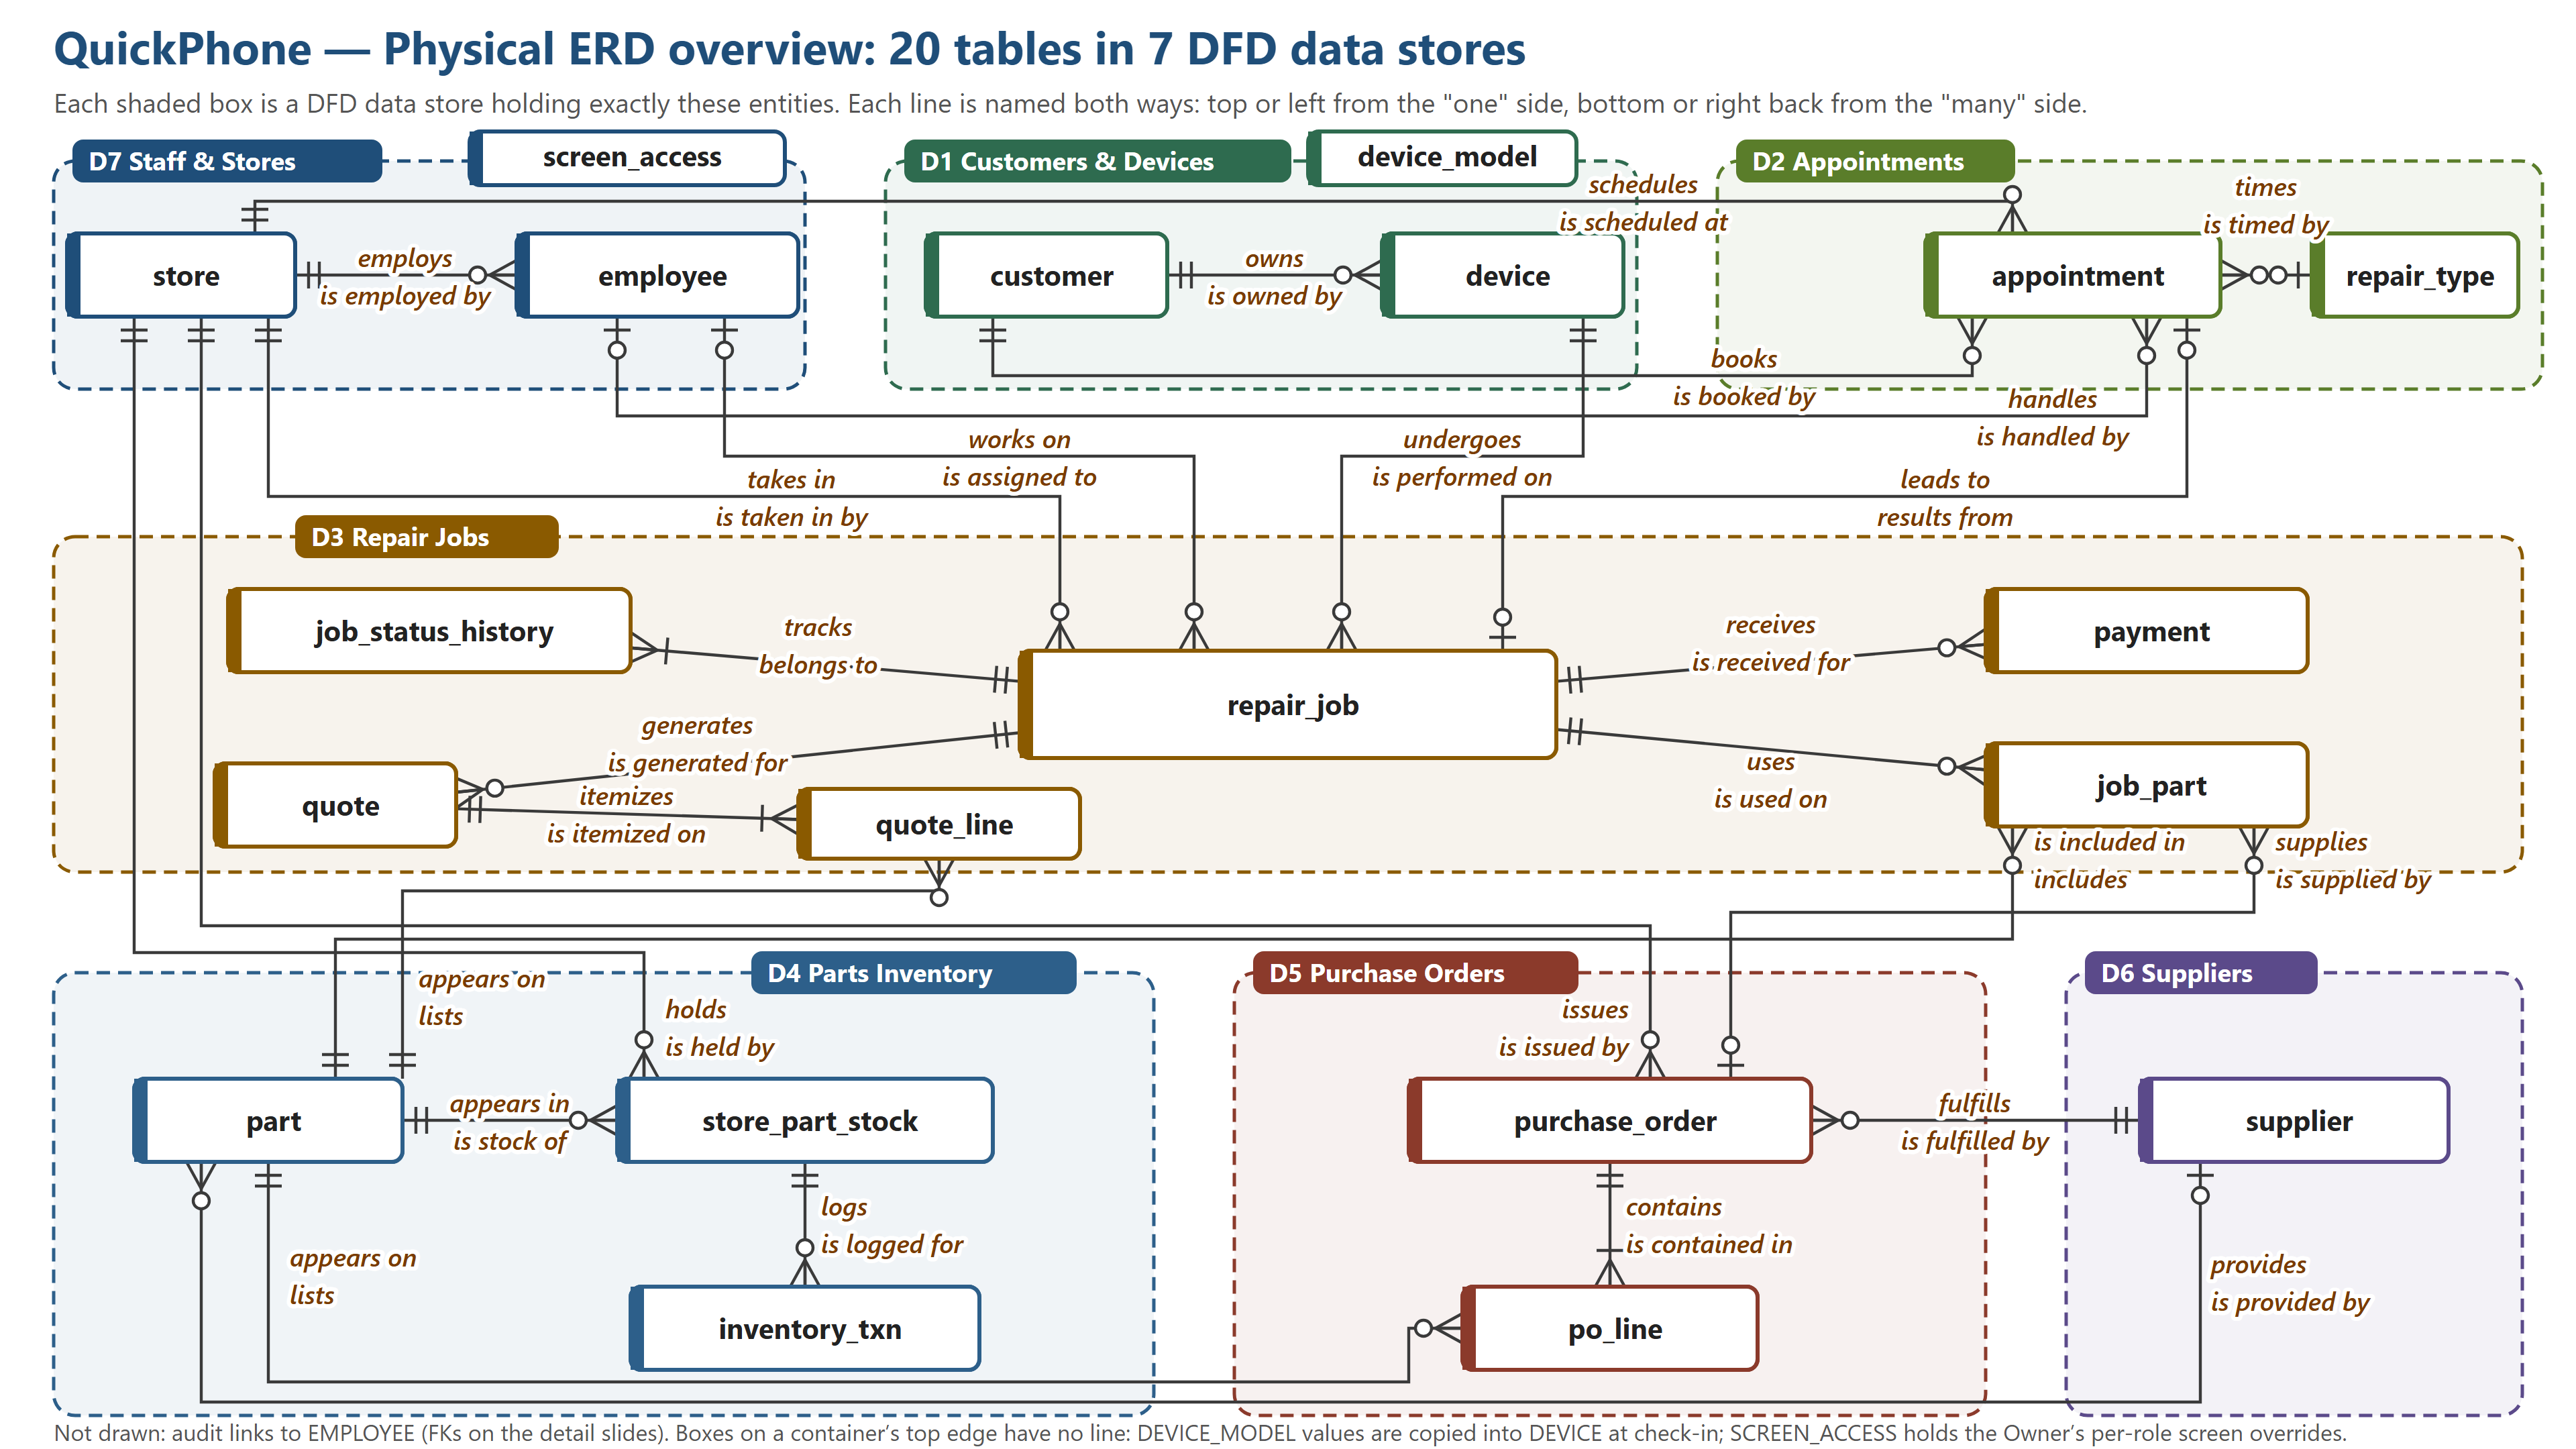 QuickPhone — Physical ERD overview: 20 tables in 7 DFD data stores
Each shaded box is a DFD data store holding exactly these entities. Each line is named both ways: top or left from the "one" side, bottom or right back from the "many" side.
D7 Staff & Stores
screen_access
D1 Customers & Devices
device_model
D2 Appointments
schedules
is scheduled at
times
is timed by
store
employs
is employed by
employee
customer
owns
is owned by
device
appointment
repair_type
books
is booked by
handles
is handled by
works on
is assigned to
undergoes
is performed on
takes in
is taken in by
leads to
results from
D3 Repair Jobs
job_status_history
tracks
belongs to
receives
is received for
payment
repair_job
generates
is generated for
quote
itemizes
is itemized on
quote_line
uses
is used on
job_part
is included in
includes
supplies
is supplied by
D4 Parts Inventory
D5 Purchase Orders
D6 Suppliers
appears on
lists
holds
is held by
issues
is issued by
part
appears in
is stock of
store_part_stock
purchase_order
fulfills
is fulfilled by
supplier
logs
is logged for
contains
is contained in
appears on
lists
provides
is provided by
inventory_txn
po_line
Not drawn: audit links to EMPLOYEE (FKs on the detail slides). Boxes on a container’s top edge have no line: DEVICE_MODEL values are copied into DEVICE at check-in; SCREEN_ACCESS holds the Owner’s per-role screen overrides.